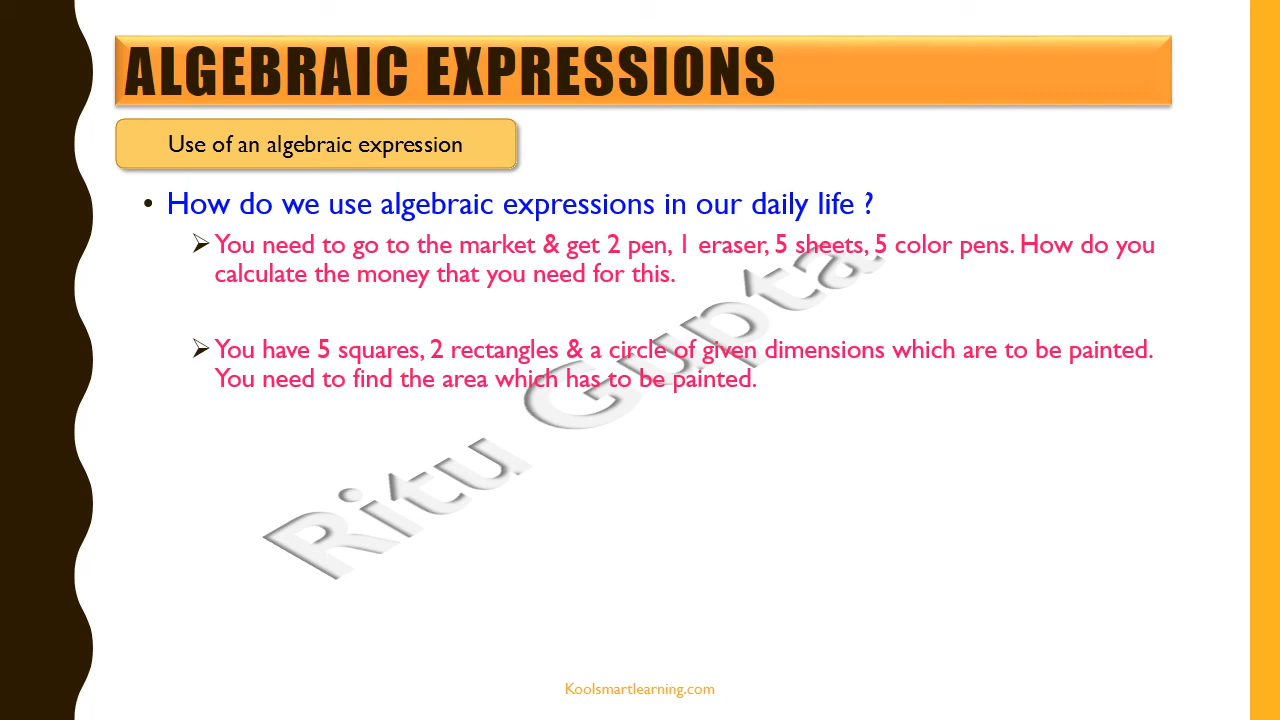 ALGEBRAIC EXPRESSIONS
Use of an algebraic expression
• How do we use algebraic expressions in our daily life ?
➢ You need to go to the market & get 2 pen, 1 eraser, 5 sheets, 5 color pens. How do you
calculate the money that you need for this.
➢ You have 5 squares, 2 rectangles & a circle of given dimensions which are to be painted.
You need to find the area which has to be painted.
Ritu Gupta
Koolsmartlearning.com